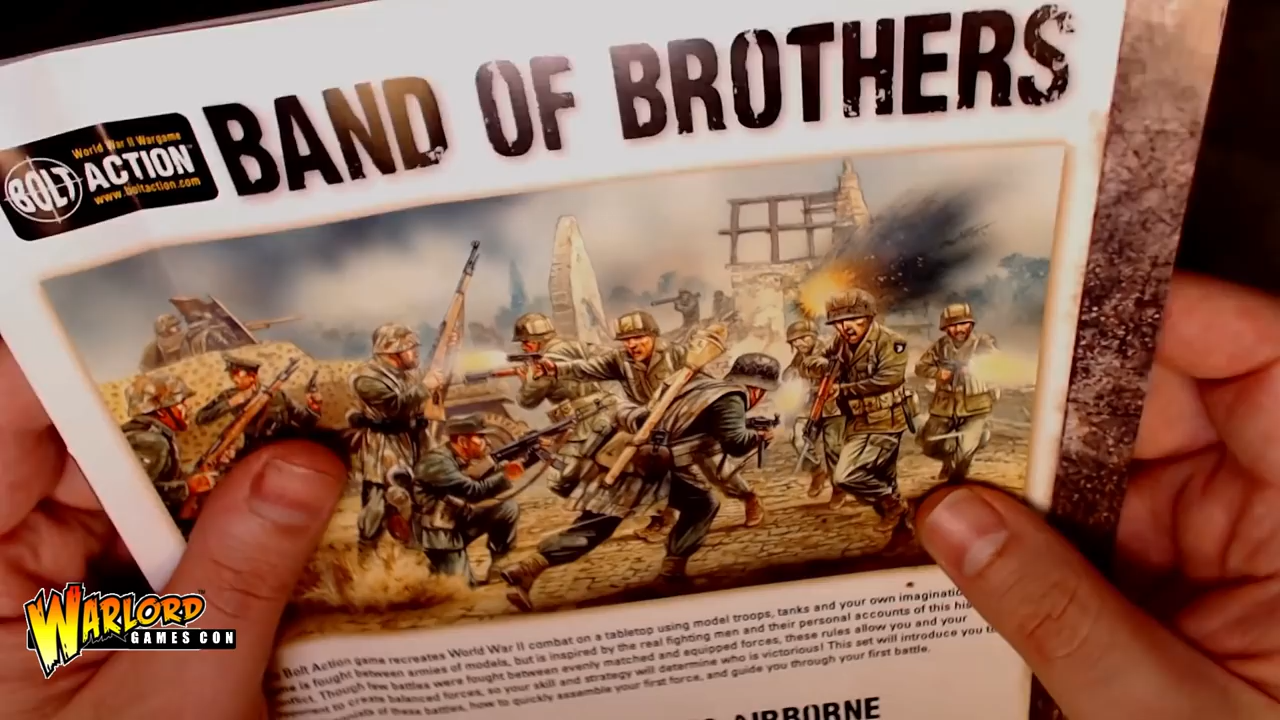 BAND OF BROTHERS
World War II Wargame
BOLT ACTION
www.boltaction.com
Bolt Action game recreates World War II combat on a tabletop using model troops, tanks and your own imagination
is fought between armies of models, but is inspired by the real fighting men and their personal accounts of this his
Though few battles were fought between evenly matched and equipped forces, these rules allow you and your
to create balanced forces, so your skill and strategy will determine who is victorious! This set will introduce you
of these battles, how to quickly assemble your first force, and guide you through your first battle.
AIRBORNE
WARLORD
GAMES CON